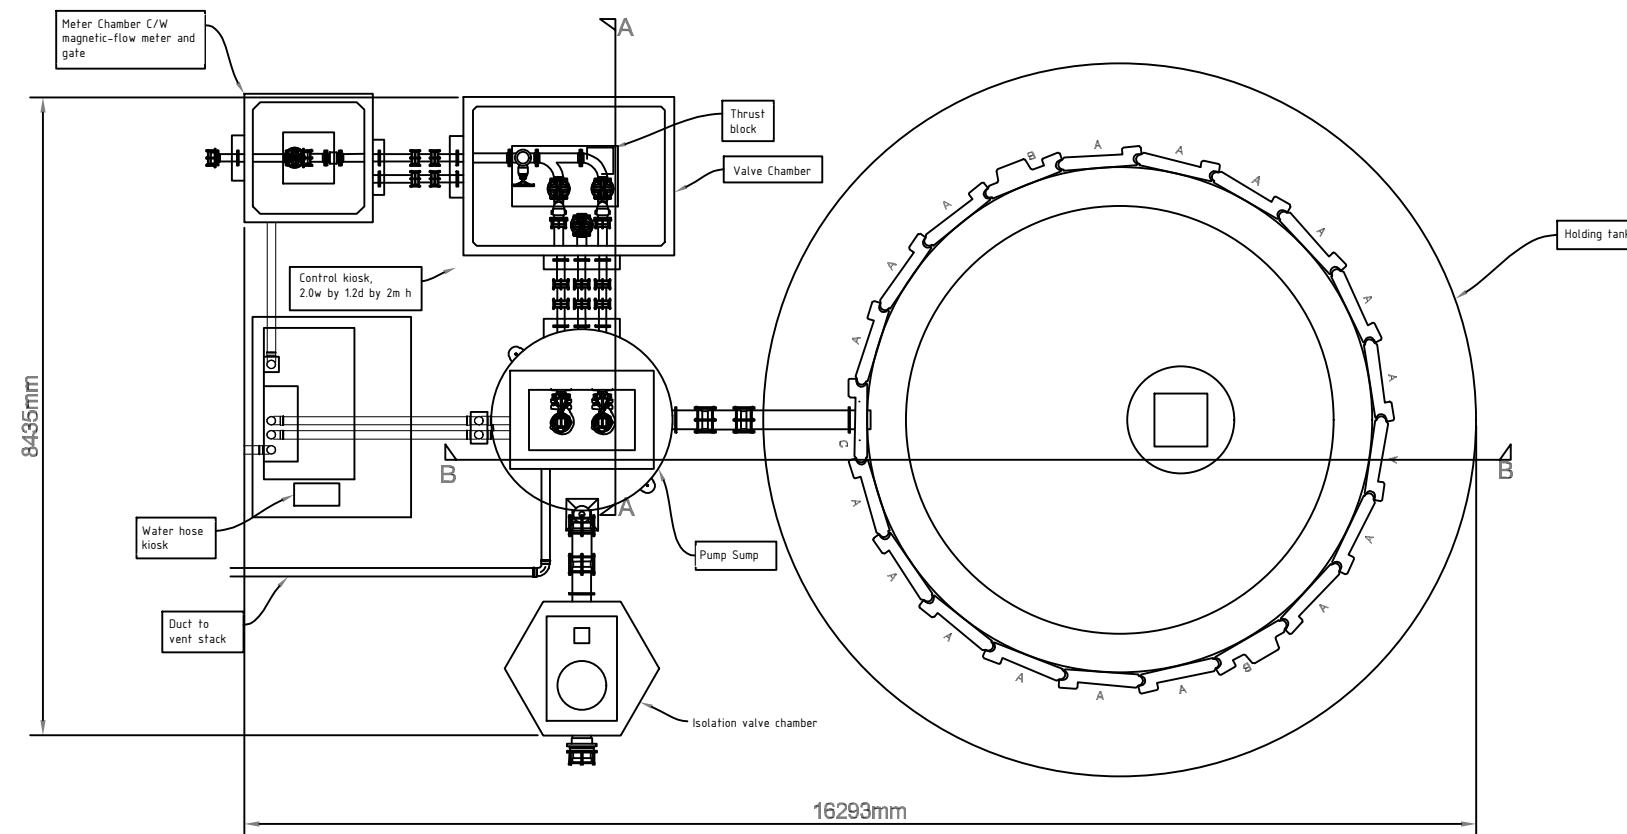 Meter Chamber C/W
magnetic-flow meter and
gate
A
Thrust
block
Valve Chamber
Control kiosk,
2.0w by 1.2d by 2m h
8435mm
B
A
Water hose
kiosk
Pump Sump
Duct to
vent stack
Isolation valve chamber
B
A
A
A
A
A
A
A
A
A
B
A
A
A
A
A
A
C
A
A
A
Holding tank
B
16293mm